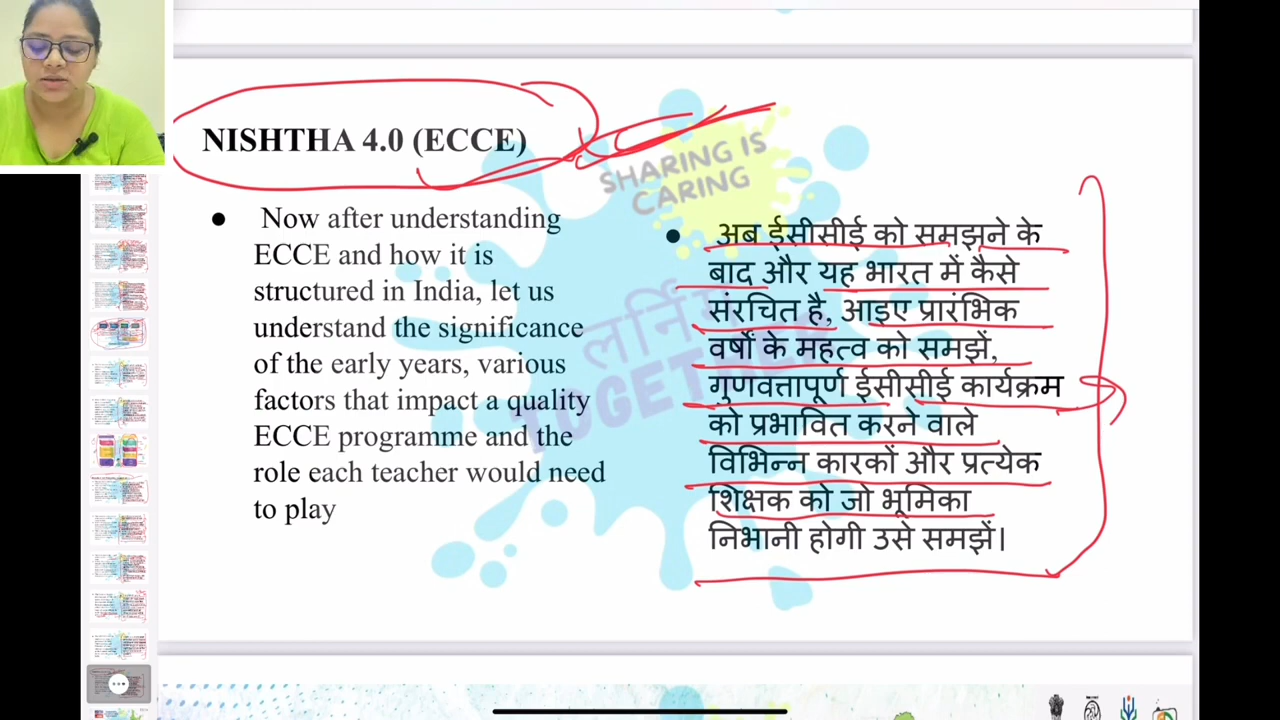 NISHTHA 4.0 (ECCE)
SHARING IS
CARING
● Now after understanding
ECCE and how it is
structured in India, let us
understand the significance
of the early years, various
factors that impact a quality
ECCE programme and the
role each teacher would need
to play
● अब ईसीसीई को समझने के
बाद और यह भारत में कैसे
संरचित है, आइए प्रारंभिक
वर्षों के महत्व को समझें,
गुणवत्तापूर्ण ईसीसीई कार्यक्रम
को प्रभावित करने वाले
विभिन्न कारकों और प्रत्येक
शिक्षक को जो भूमिका
निभानी होगी उसे समझें।